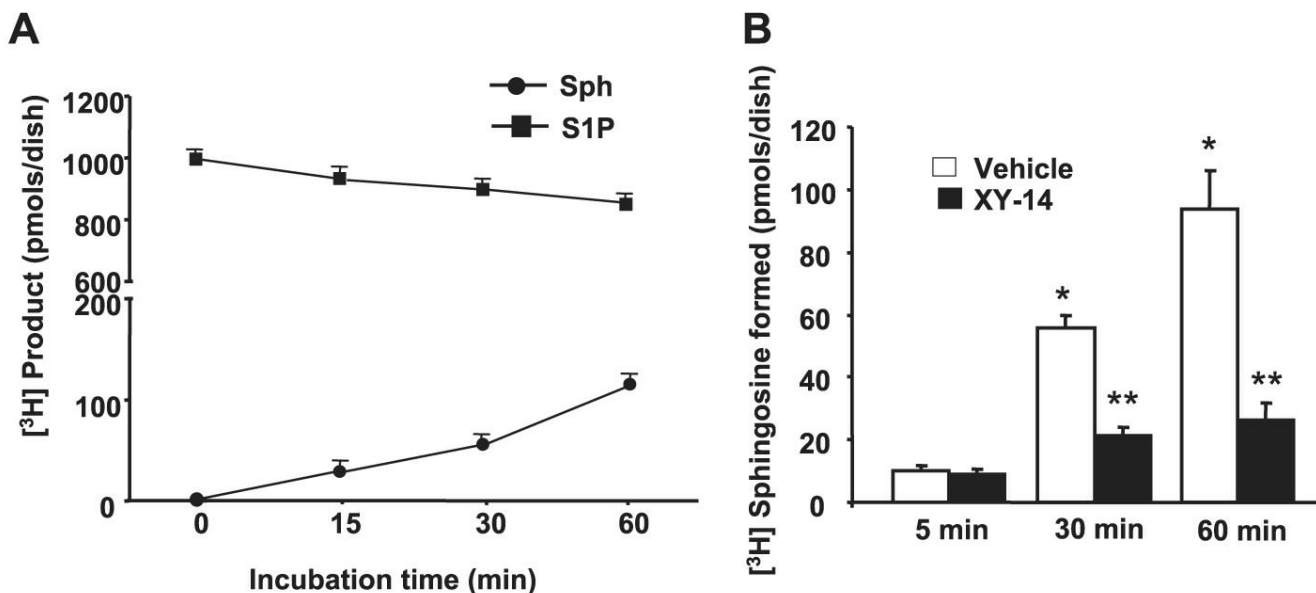 A
[³H] Product (pmols/dish)
1200
1000
800
600
200
100
0
Sph
S1P
0 15 30 60
Incubation time (min)
B
[³H] Sphingosine formed (pmols/dish)
120
100
80
60
40
20
0
Vehicle
XY-14
*
**
*
**
5 min 30 min 60 min